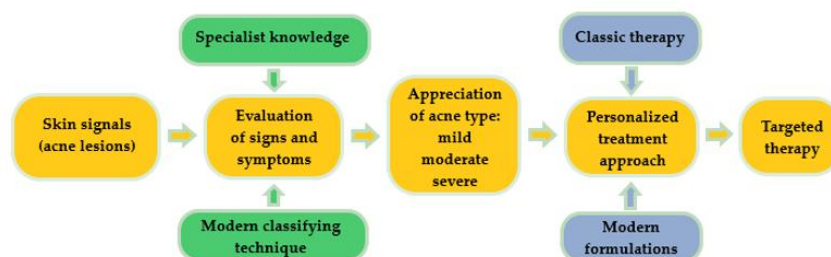 Specialist knowledge
Classic therapy
Skin signals
(acne lesions)
Evaluation
of signs and
symptoms
Appreciation
of acne type:
mild
moderate
severe
Personalized
treatment
approach
Targeted
therapy
Modern classifying
technique
Modern
formulations